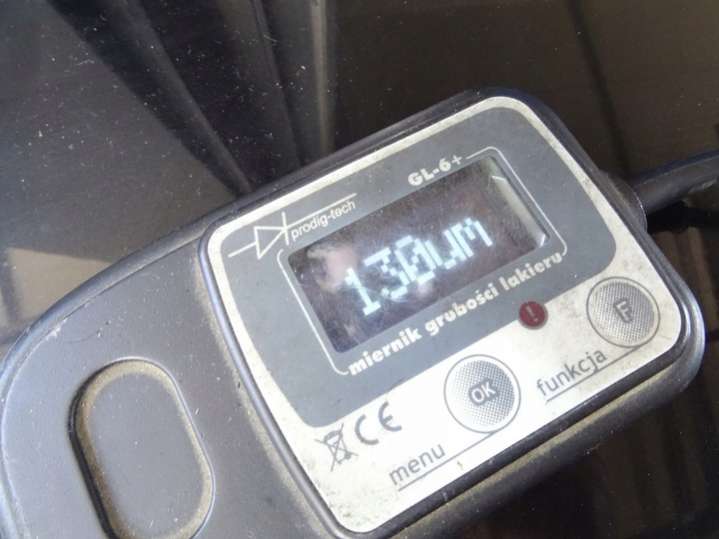 GL-6+
prodig-tech
130um
miernik grubości lakieru
!
F
funkcja
OK
menu
CE